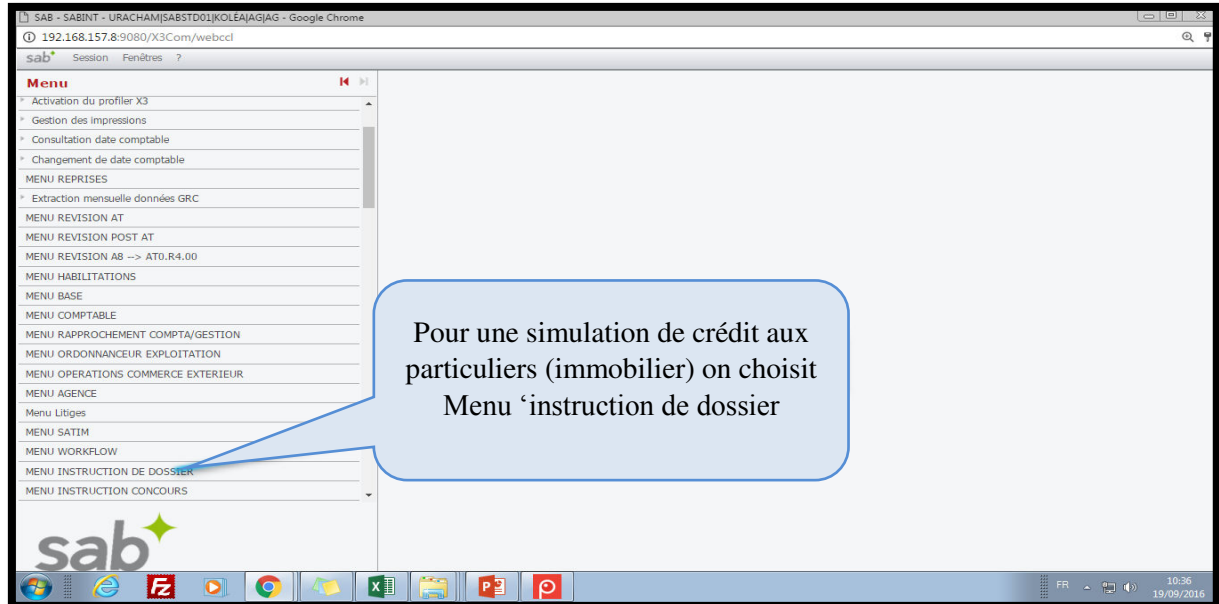 SAB - SABINT - URACHAM|SABSTD01|KOLÉA|AG|AG - Google Chrome
192.168.157.8:9080/X3Com/webccl
sab Session Fenêtres ?
Menu
Activation du profiler X3
Gestion des impressions
Consultation date comptable
Changement de date comptable
MENU REPRISES
Extraction mensuelle données GRC
MENU REVISION AT
MENU REVISION POST AT
MENU REVISION A8 --> AT0.R4.00
MENU HABILITATIONS
MENU BASE
MENU COMPTABLE
MENU RAPPROCHEMENT COMPTA/GESTION
MENU ORDONNANCEUR EXPLOITATION
MENU OPERATIONS COMMERCE EXTERIEUR
MENU AGENCE
Menu Litiges
MENU SATIM
MENU WORKFLOW
MENU INSTRUCTION DE DOSSIER
MENU INSTRUCTION CONCOURS
Pour une simulation de crédit aux
particuliers (immobilier) on choisit
Menu ‘instruction de dossier
sab
FR
10:36
19/09/2016